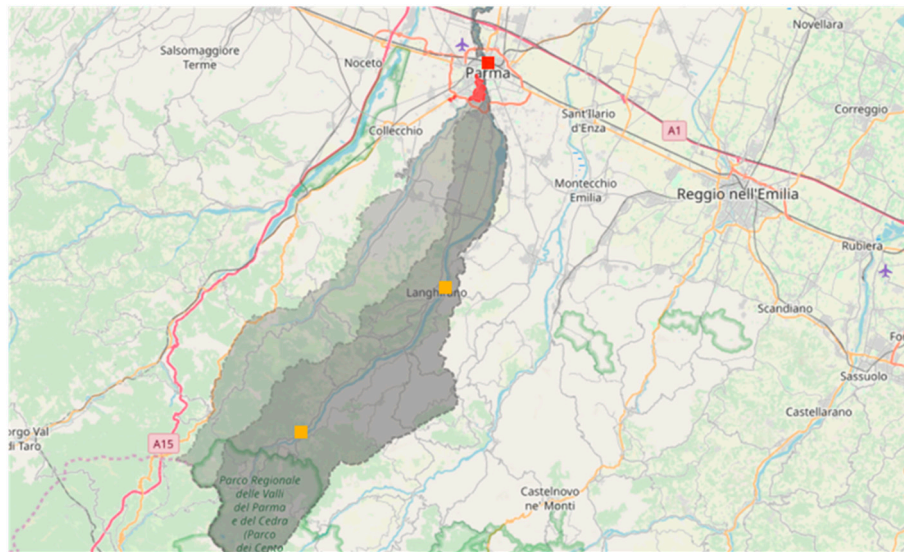 Novellara
Salsomaggiore
Terme
Noceto
Parma
Correggio
Sant'Ilario
d'Enza
A1
Collecchio
Montecchio
Emilia
Reggio nell'Emilia
Rubiera
Langhirano
Scandiano
Sassuolo
Castellarano
orgo Val
di Taro
A15
Parco Regionale
delle Valli
del Parma
e del Cedra
(Parco
dei Cento
Castelnovo
ne' Monti